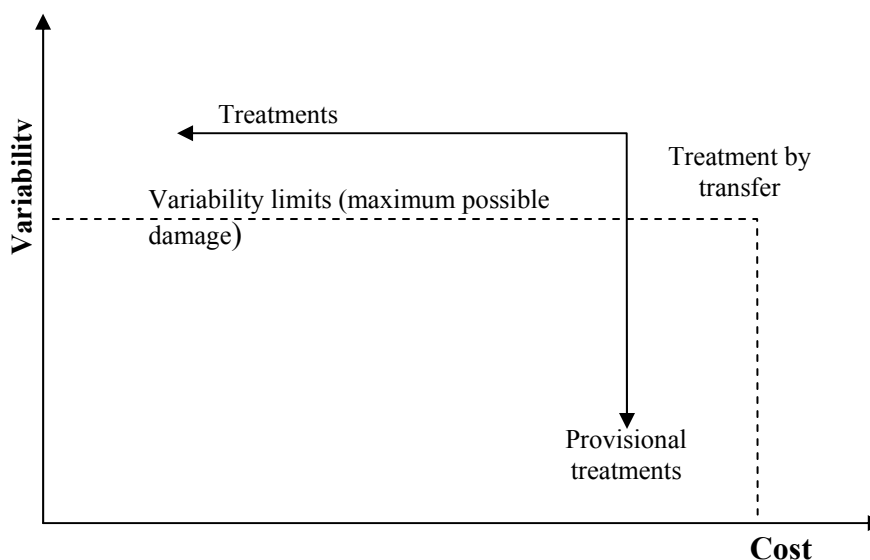 Treatments
Treatment by
transfer
Variability
Variability limits (maximum possible
damage)
Provisional
treatments
Cost